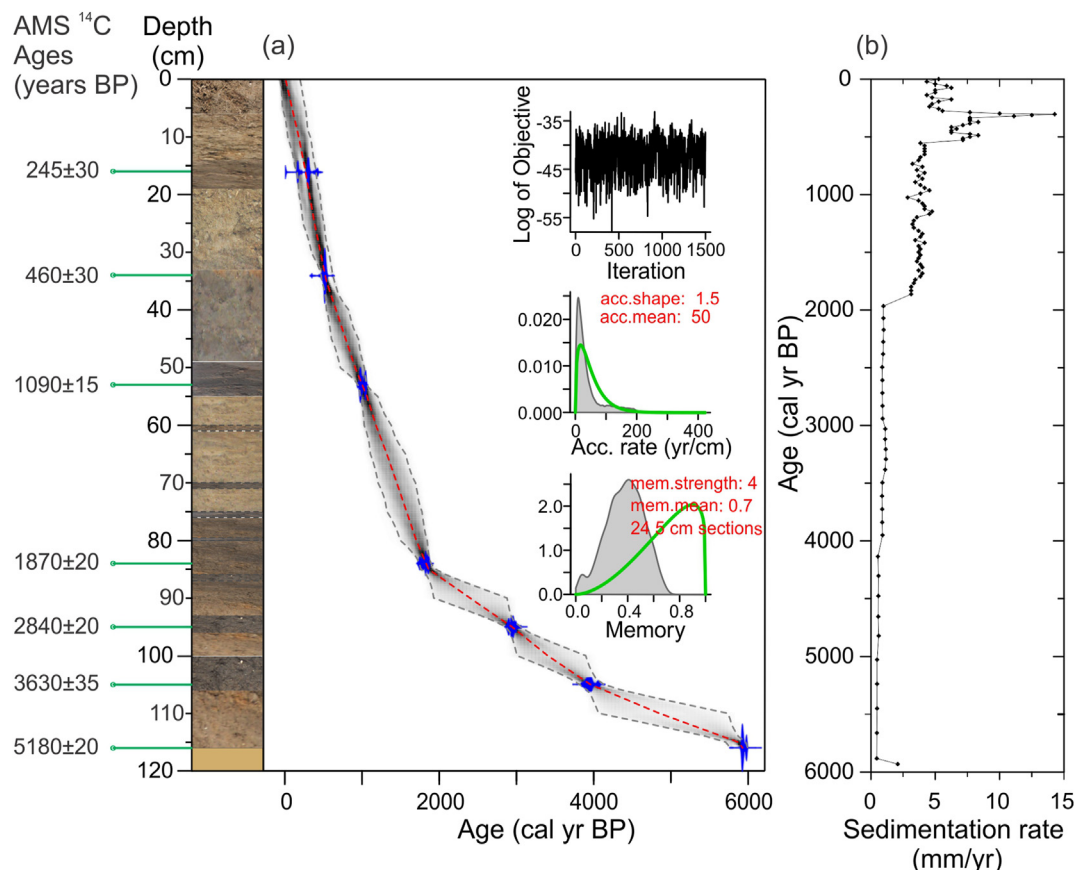 AMS 14C
Ages
(years BP)
Depth
(cm)
(a)
(b)
245±30
460±30
1090±15
1870±20
2840±20
3630±35
5180±20
0
10
20
30
40
50
60
70
80
90
100
110
120
0
2000
4000
6000
Age (cal yr BP)
-35
-45
-55
Log of Objective
0
500
1000
1500
Iteration
acc.shape: 1.5
acc.mean: 50
0.020
0.010
0.000
0
200
400
Acc. rate (yr/cm)
mem.strength: 4
mem.mean: 0.7
24 5 cm sections
2.0
1.0
0.0
0.0
0.4
0.8
Memory
Age (cal yr BP)
0
1000
2000
3000
4000
5000
6000
0
5
10
15
Sedimentation rate
(mm/yr)